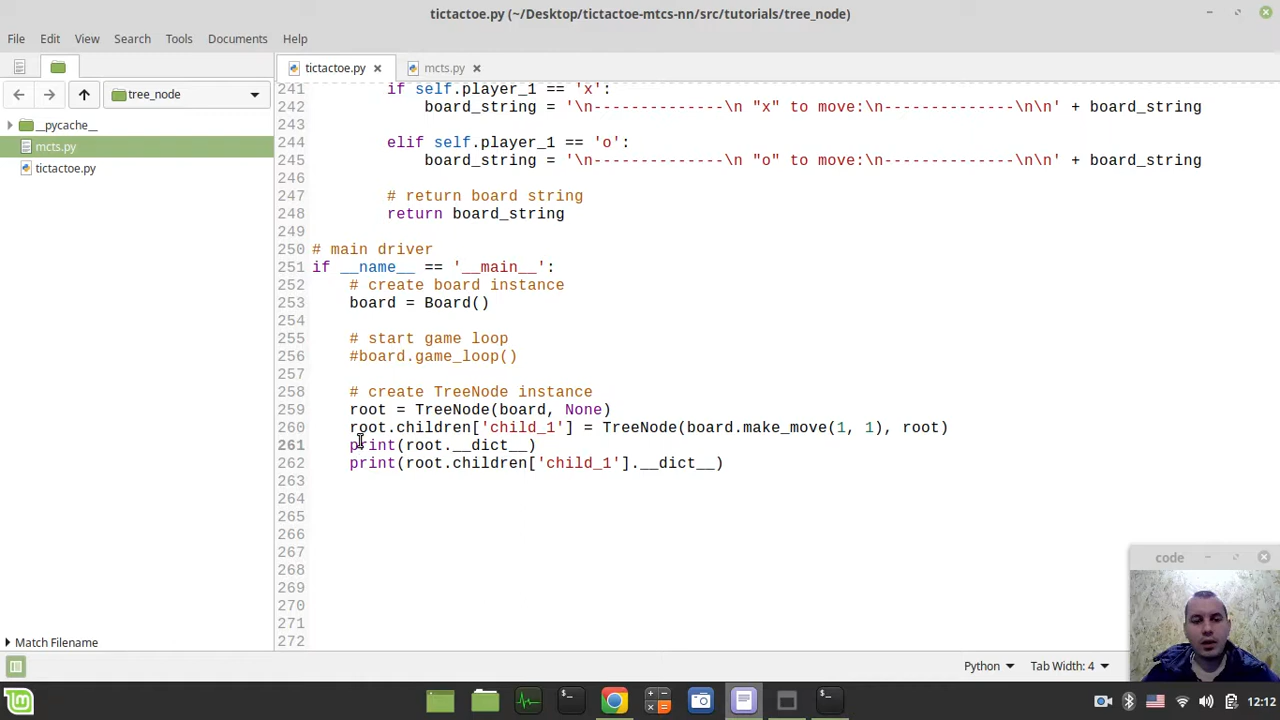 tictactoe.py (~/Desktop/tictactoe-mtcs-nn/src/tutorials/tree_node)
File Edit View Search Tools Documents Help
tictactoe.py mcts.py
tree_node
__pycache__
mcts.py
tictactoe.py
241 if self.player_1 == 'x':
242 board_string = '\n--------------\n "x" to move:\n--------------\n\n' + board_string
243
244 elif self.player_1 == 'o':
245 board_string = '\n--------------\n "o" to move:\n--------------\n\n' + board_string
246
247 # return board string
248 return board_string
249
250 # main driver
251 if __name__ == '__main__':
252 # create board instance
253 board = Board()
254
255 # start game loop
256 #board.game_loop()
257
258 # create TreeNode instance
259 root = TreeNode(board, None)
260 root.children['child_1'] = TreeNode(board.make_move(1, 1), root)
261 print(root.__dict__)
262 print(root.children['child_1'].__dict__)
263
264
265
266
267
268
269
270
271
272
code
Match Filename
Python Tab Width: 4
12:12